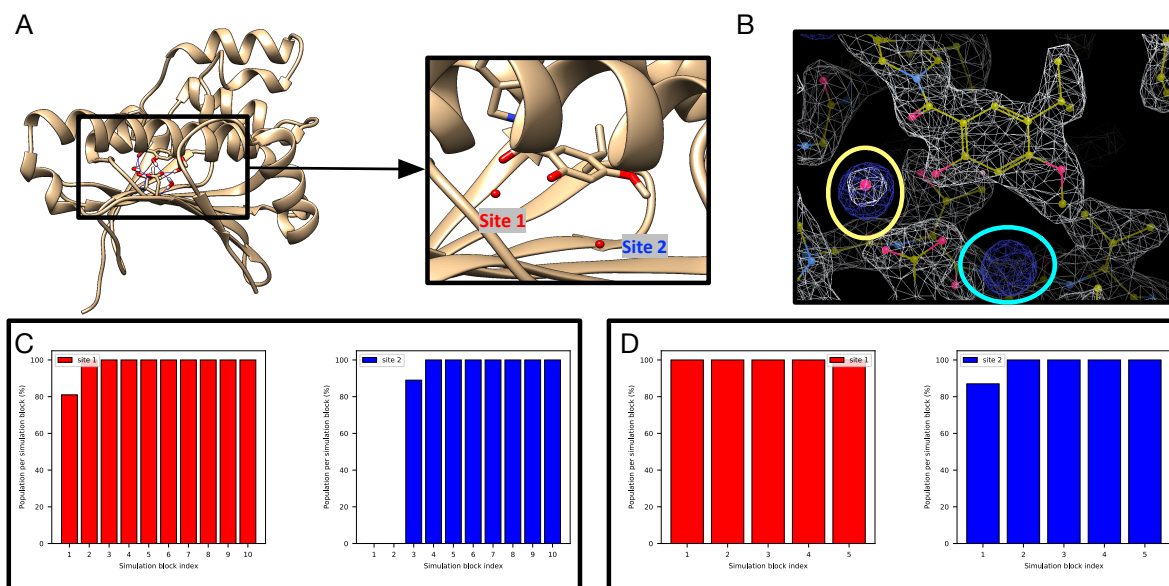 A
B
Site 1
Site 2
C
site 1
Population per simulation block (%)
100
80
60
40
20
0
1 2 3 4 5 6 7 8 9 10
Simulation block index
site 2
Population per simulation block (%)
100
80
60
40
20
0
1 2 3 4 5 6 7 8 9 10
Simulation block index
D
site 1
Population per simulation block (%)
100
80
60
40
20
0
1 2 3 4 5
Simulation block index
site 2
Population per simulation block (%)
100
80
60
40
20
0
1 2 3 4 5
Simulation block index